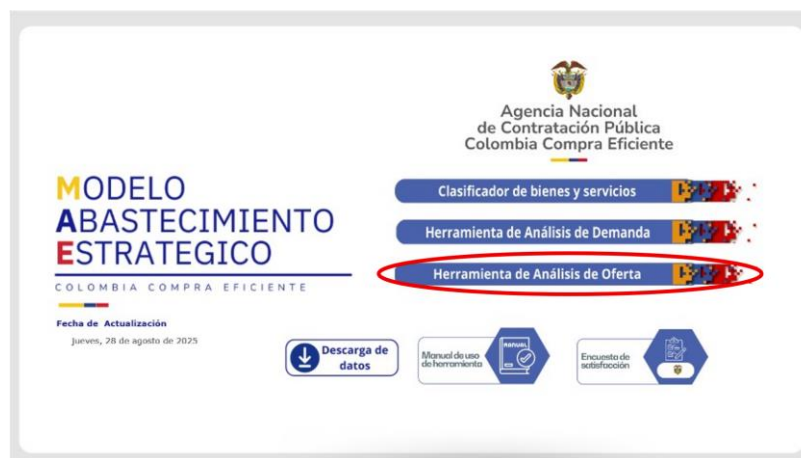 Agencia Nacional
de Contratación Pública
Colombia Compra Eficiente
MODELO
ABASTECIMIENTO
ESTRATEGICO
COLOMBIA COMPRA EFICIENTE
Fecha de Actualización
jueves, 28 de agosto de 2025
Clasificador de bienes y servicios
Herramienta de Análisis de Demanda
Herramienta de Análisis de Oferta
Descarga de
datos
Manual de uso
de herramienta
MANUAL
Encuesta de
satisfacción